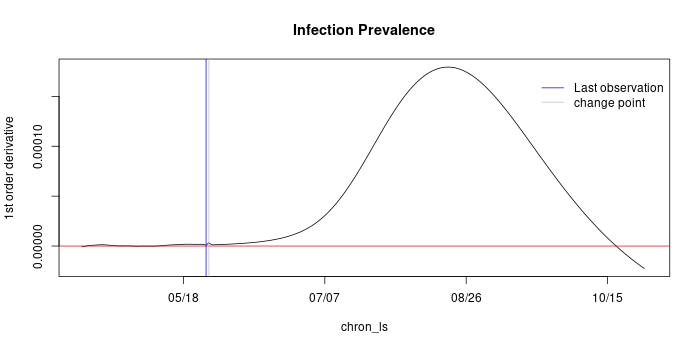 Infection Prevalence
1st order derivative
0.00010
0.00000
Last observation
change point
05/18
07/07
08/26
10/15
chron_ls